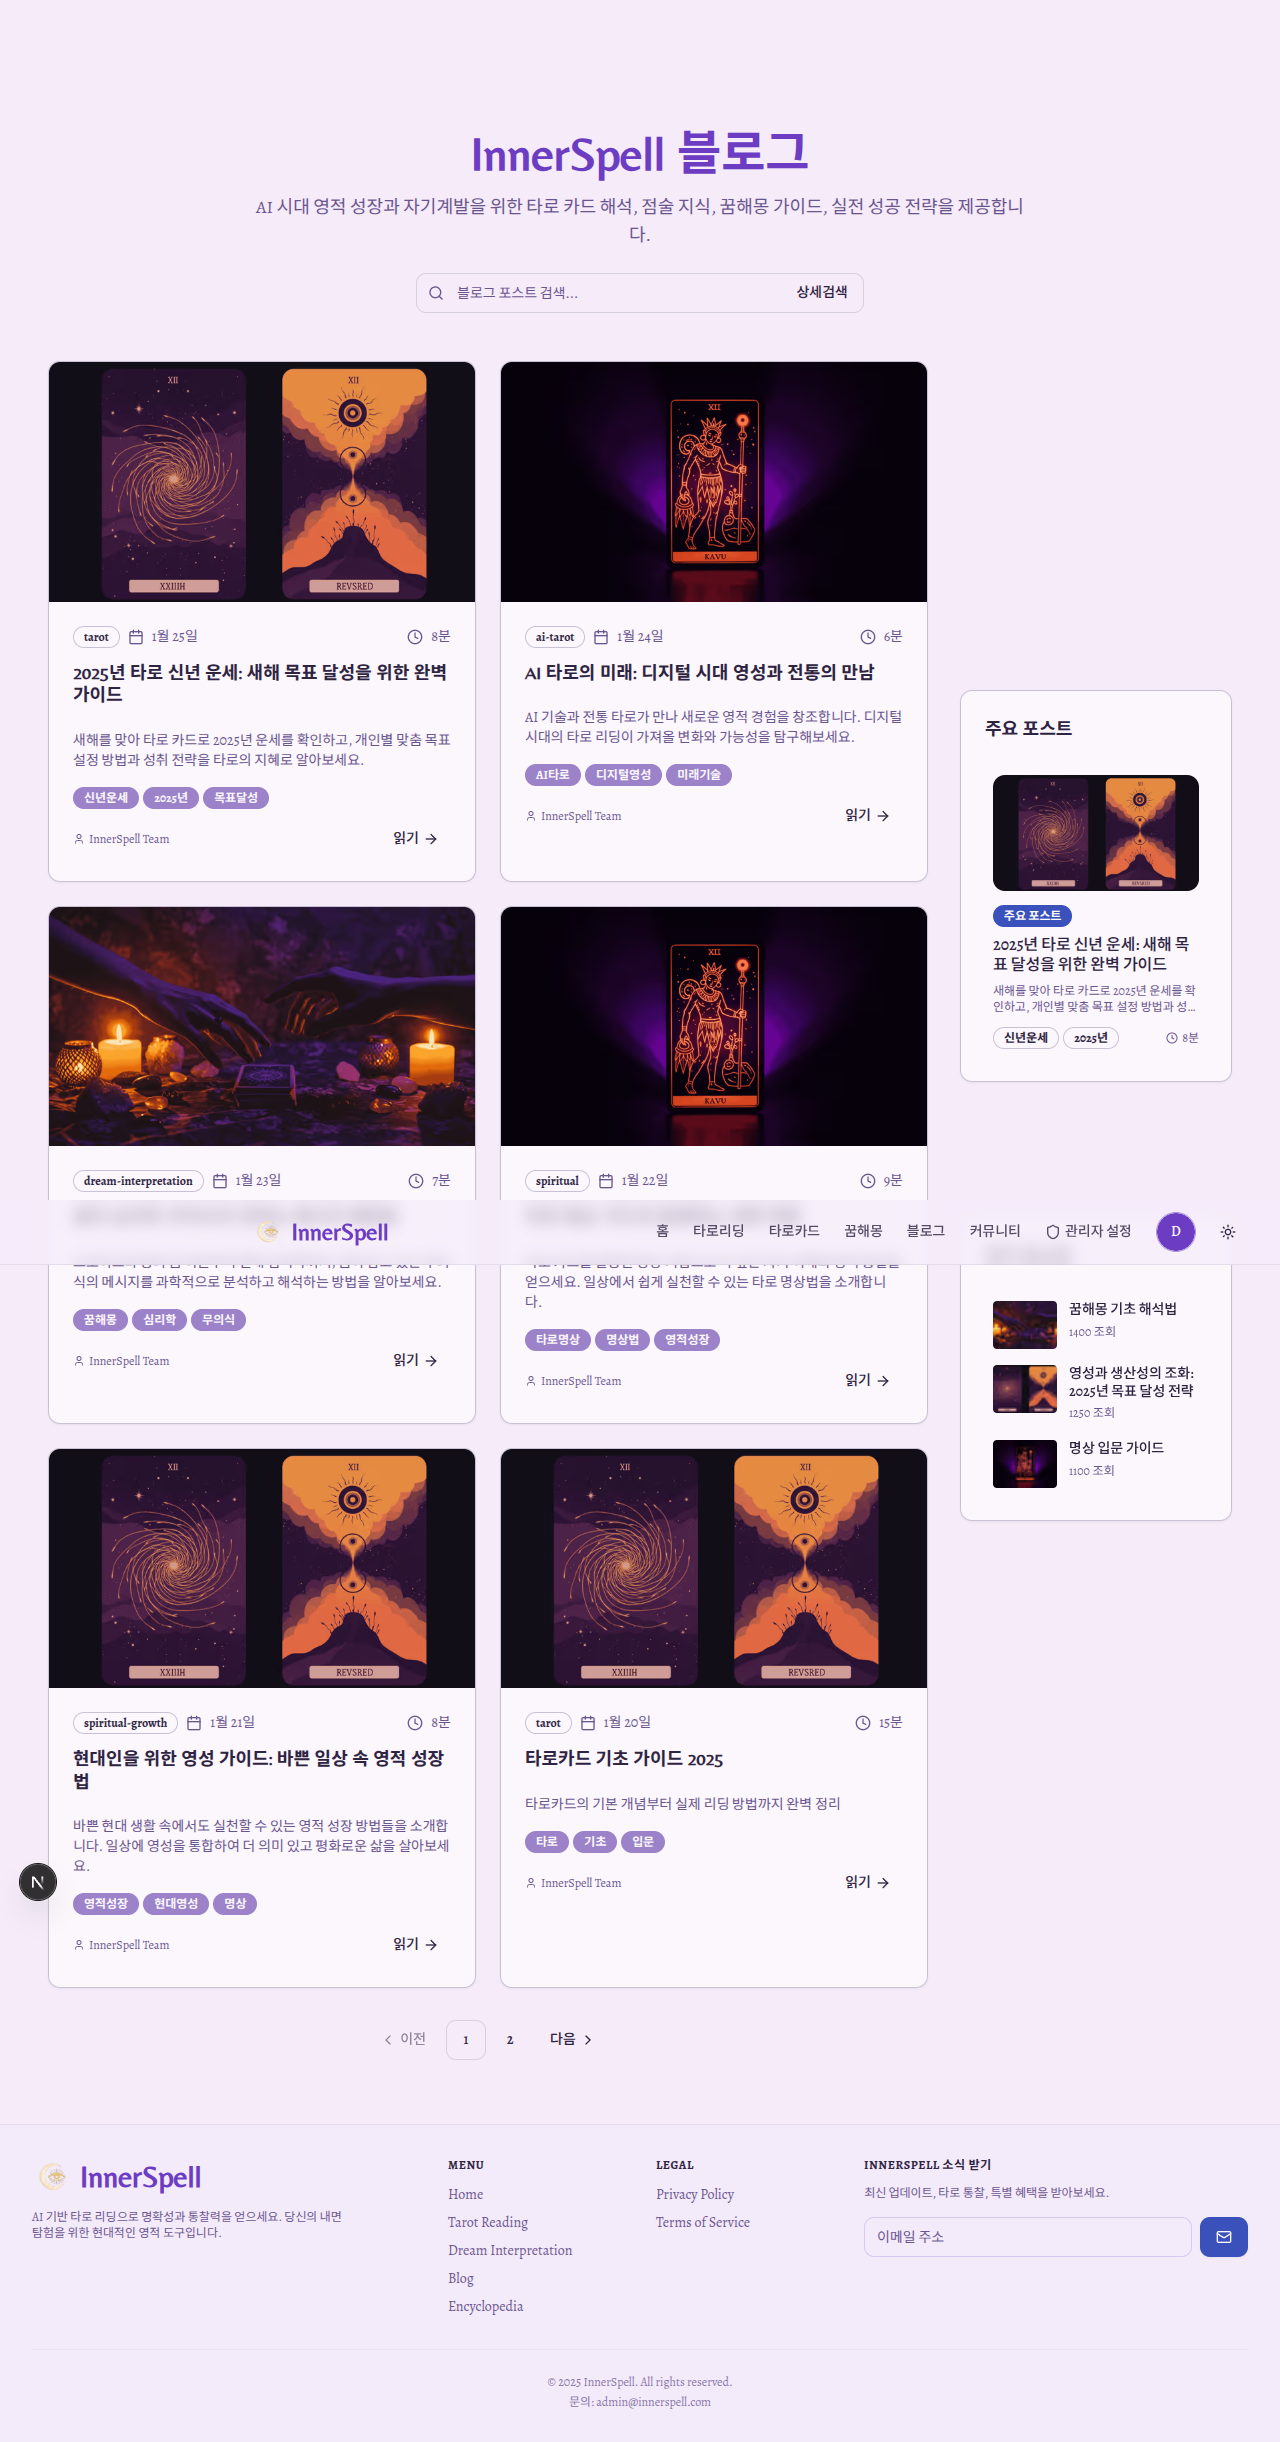 InnerSpell 블로그
AI 시대 영적 성장과 자기계발을 위한 타로 카드 해석, 점술 지식, 꿈해몽 가이드, 실전 성공 전략을 제공합니
다.
블로그 포스트 검색...
상세검색
XII
XII
XXIIIH
REVSRED
tarot
1월 25일
8분
2025년 타로 신년 운세: 새해 목표 달성을 위한 완벽
가이드
새해를 맞아 타로 카드로 2025년 운세를 확인하고, 개인별 맞춤 목표
설정 방법과 성취 전략을 타로의 지혜로 알아보세요.
신년운세
2025년
목표달성
InnerSpell Team
읽기
XII
KAVU
ai-tarot
1월 24일
6분
AI 타로의 미래: 디지털 시대 영성과 전통의 만남
AI 기술과 전통 타로가 만나 새로운 영적 경험을 창조합니다. 디지털
시대의 타로 리딩이 가져올 변화와 가능성을 탐구해보세요.
AI타로
디지털영성
미래기술
InnerSpell Team
읽기
주요 포스트
주요 포스트
2025년 타로 신년 운세: 새해 목
표 달성을 위한 완벽 가이드
새해를 맞아 타로 카드로 2025년 운세를 확
인하고, 개인별 맞춤 목표 설정 방법과 성...
신년운세
2025년
8분
dream-interpretation
1월 23일
7분
XII
KAVU
spiritual
1월 22일
9분
InnerSpell
홈
타로리딩
타로카드
꿈해몽
블로그
커뮤니티
관리자 설정
D
식의 메시지를 과학적으로 분석하고 해석하는 방법을 알아보세요.
꿈해몽
심리학
무의식
InnerSpell Team
읽기
얻으세요. 일상에서 쉽게 실천할 수 있는 타로 명상법을 소개합니
다.
타로명상
명상법
영적성장
InnerSpell Team
읽기
꿈해몽 기초 해석법
1400 조회
영성과 생산성의 조화:
2025년 목표 달성 전략
1250 조회
명상 입문 가이드
1100 조회
XII
XII
XXIIIH
REVSRED
spiritual-growth
1월 21일
8분
현대인을 위한 영성 가이드: 바쁜 일상 속 영적 성장
법
바쁜 현대 생활 속에서도 실천할 수 있는 영적 성장 방법들을 소개합
니다. 일상에 영성을 통합하여 더 의미 있고 평화로운 삶을 살아보세
요.
영적성장
현대영성
명상
InnerSpell Team
읽기
XII
XII
XXIIIH
REVSRED
tarot
1월 20일
15분
타로카드 기초 가이드 2025
타로카드의 기본 개념부터 실제 리딩 방법까지 완벽 정리
타로
기초
입문
InnerSpell Team
읽기
N
이전
1
2
다음
InnerSpell
AI 기반 타로 리딩으로 명확성과 통찰력을 얻으세요. 당신의 내면
탐험을 위한 현대적인 영적 도구입니다.
MENU
Home
Tarot Reading
Dream Interpretation
Blog
Encyclopedia
LEGAL
Privacy Policy
Terms of Service
INNERSPELL 소식 받기
최신 업데이트, 타로 통찰, 특별 혜택을 받아보세요.
이메일 주소
© 2025 InnerSpell. All rights reserved.
문의: admin@innerspell.com